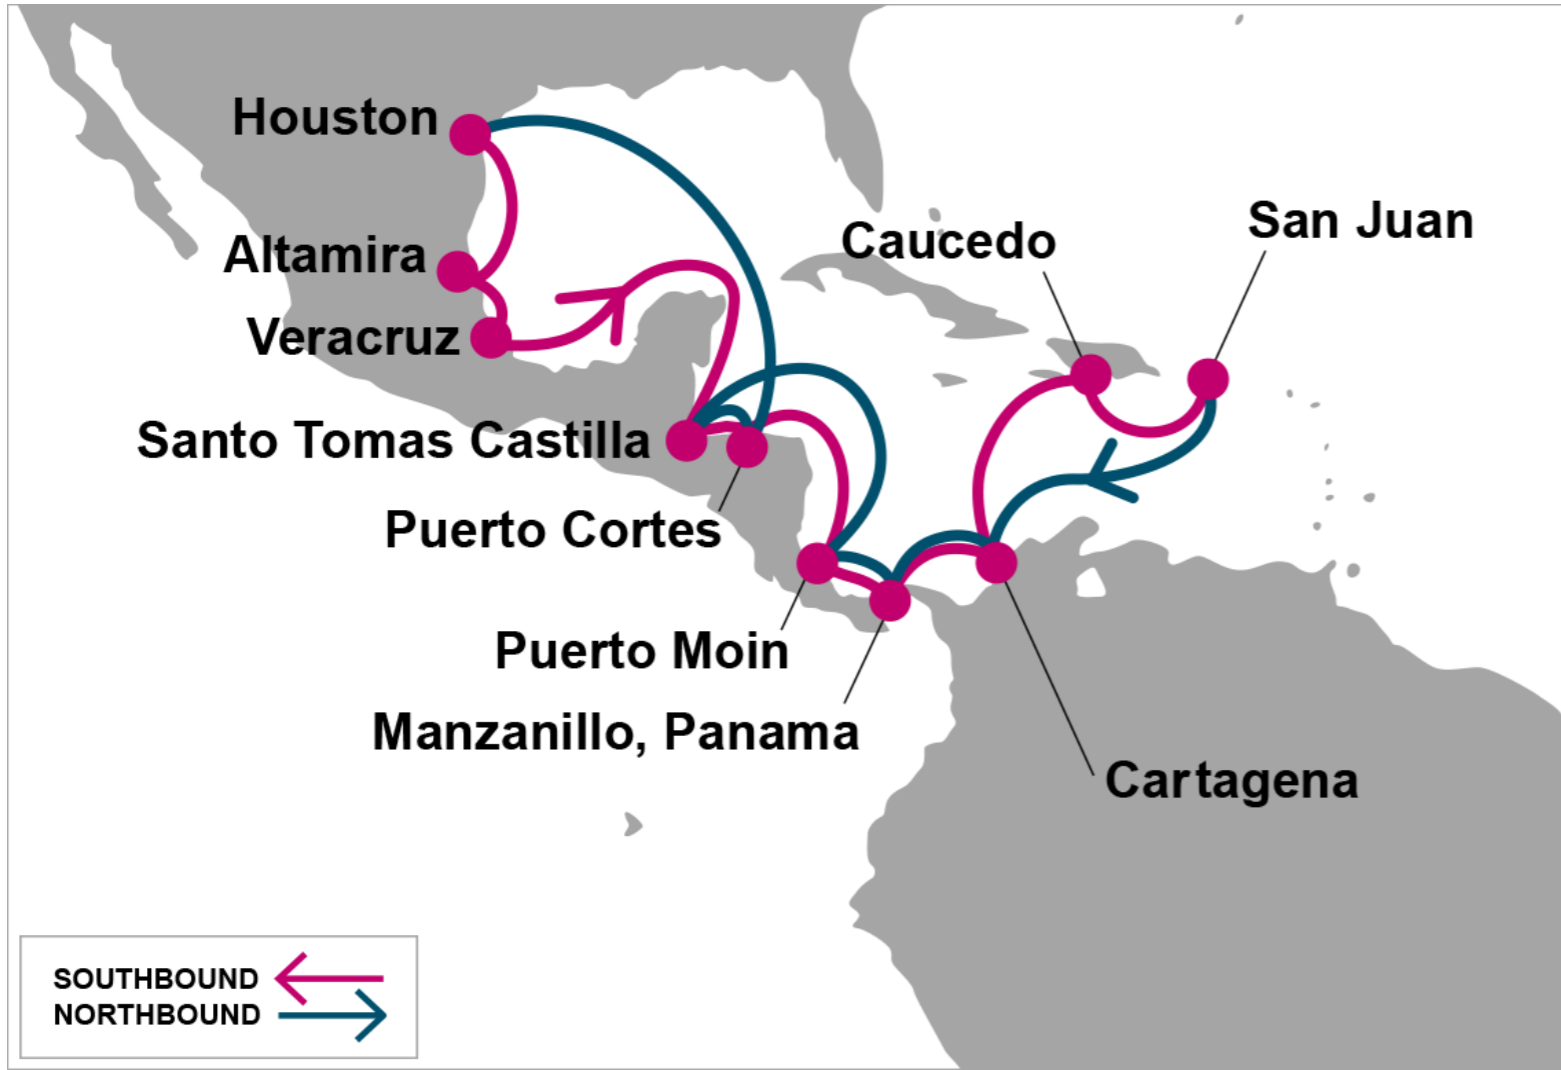 Houston
San Juan
Caucedo
Altamira
Veracruz
Santo Tomas Castilla
Puerto Cortes
Puerto Moin
Manzanillo, Panama
Cartagena
SOUTHBOUND
NORTHBOUND